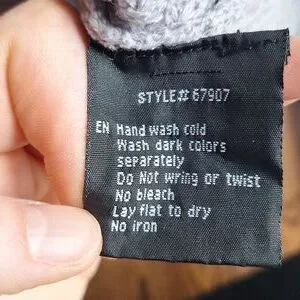 STYLE# 67907
EN Hand wash cold
Wash dark colors
separately
Do Not wring or twist
No bleach
Lay flat to dry
No iron